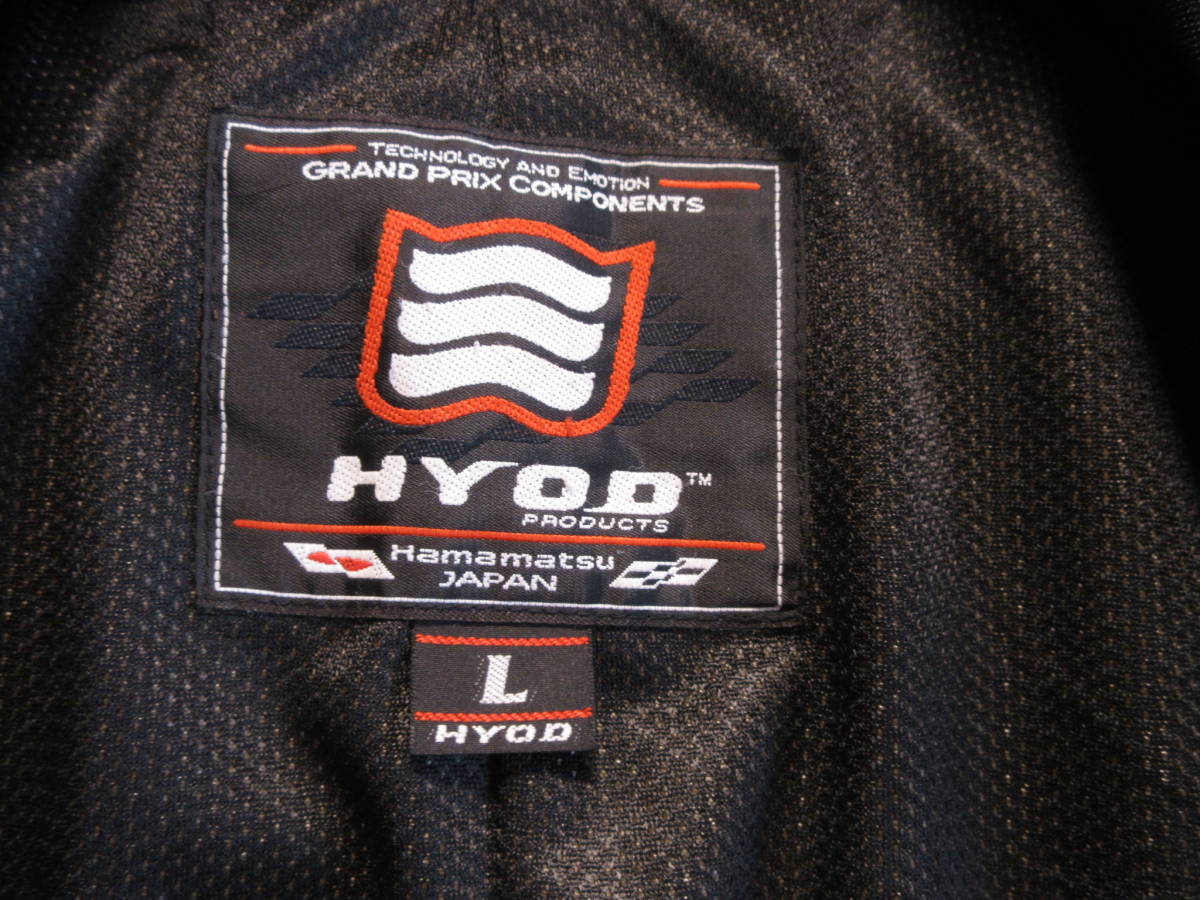 TECHNOLOGY AND EMOTION
GRAND PRIX COMPONENTS
HYOD™
PRODUCTS
Hamamatsu
JAPAN
L
HYOD